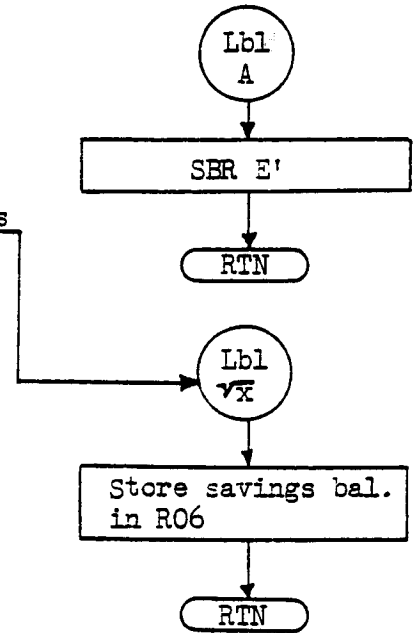 Lbl
A
SBR E'
RTN
s
Lbl
√x
Store savings bal.
in R06
RTN